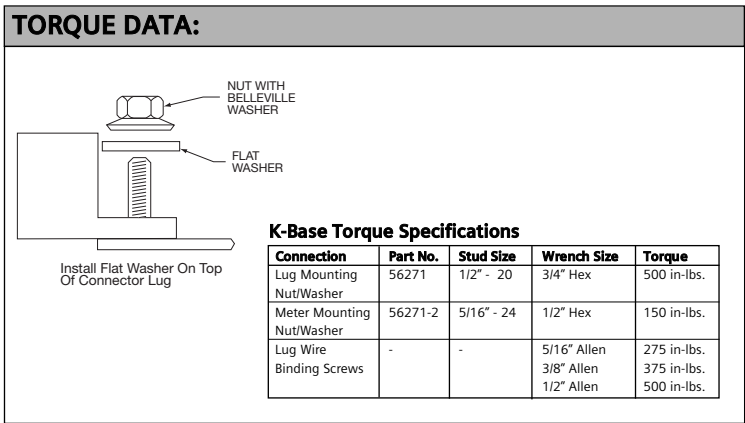 TORQUE DATA:
NUT WITH
BELLEVILLE
WASHER
FLAT
WASHER
Install Flat Washer On Top
Of Connector Lug
K-Base Torque Specifications
Connection Part No. Stud Size Wrench Size Torque
Lug Mounting 56271 1/2" - 20 3/4" Hex 500 in-lbs.
Nut/Washer
Meter Mounting 56271-2 5/16" - 24 1/2" Hex 150 in-lbs.
Nut/Washer
Lug Wire - - 5/16" Allen 275 in-lbs.
Binding Screws 3/8" Allen 375 in-lbs.
1/2" Allen 500 in-lbs.